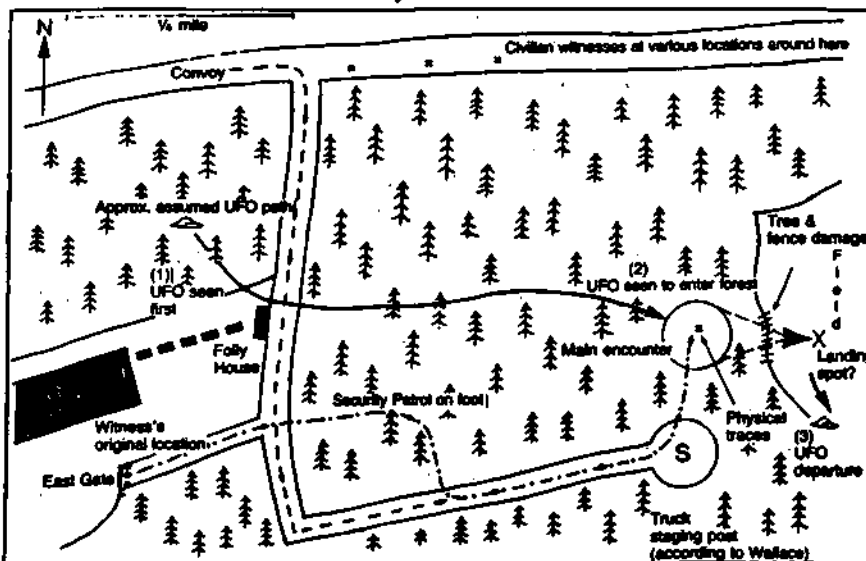 N
¼ mile
Civilian witnesses at various locations around here
Convoy
Approx. assumed UFO path
Tree &
fence damage
(1)
UFO seen
first
(2)
UFO seen to enter forest
Field
Folly
House
Main encounter
X
Landing
spot?
Witness's
original location
Security Patrol on foot
Physical
traces
(3)
UFO
departure
East Gate
S
Truck
staging post
(according to Wallace)